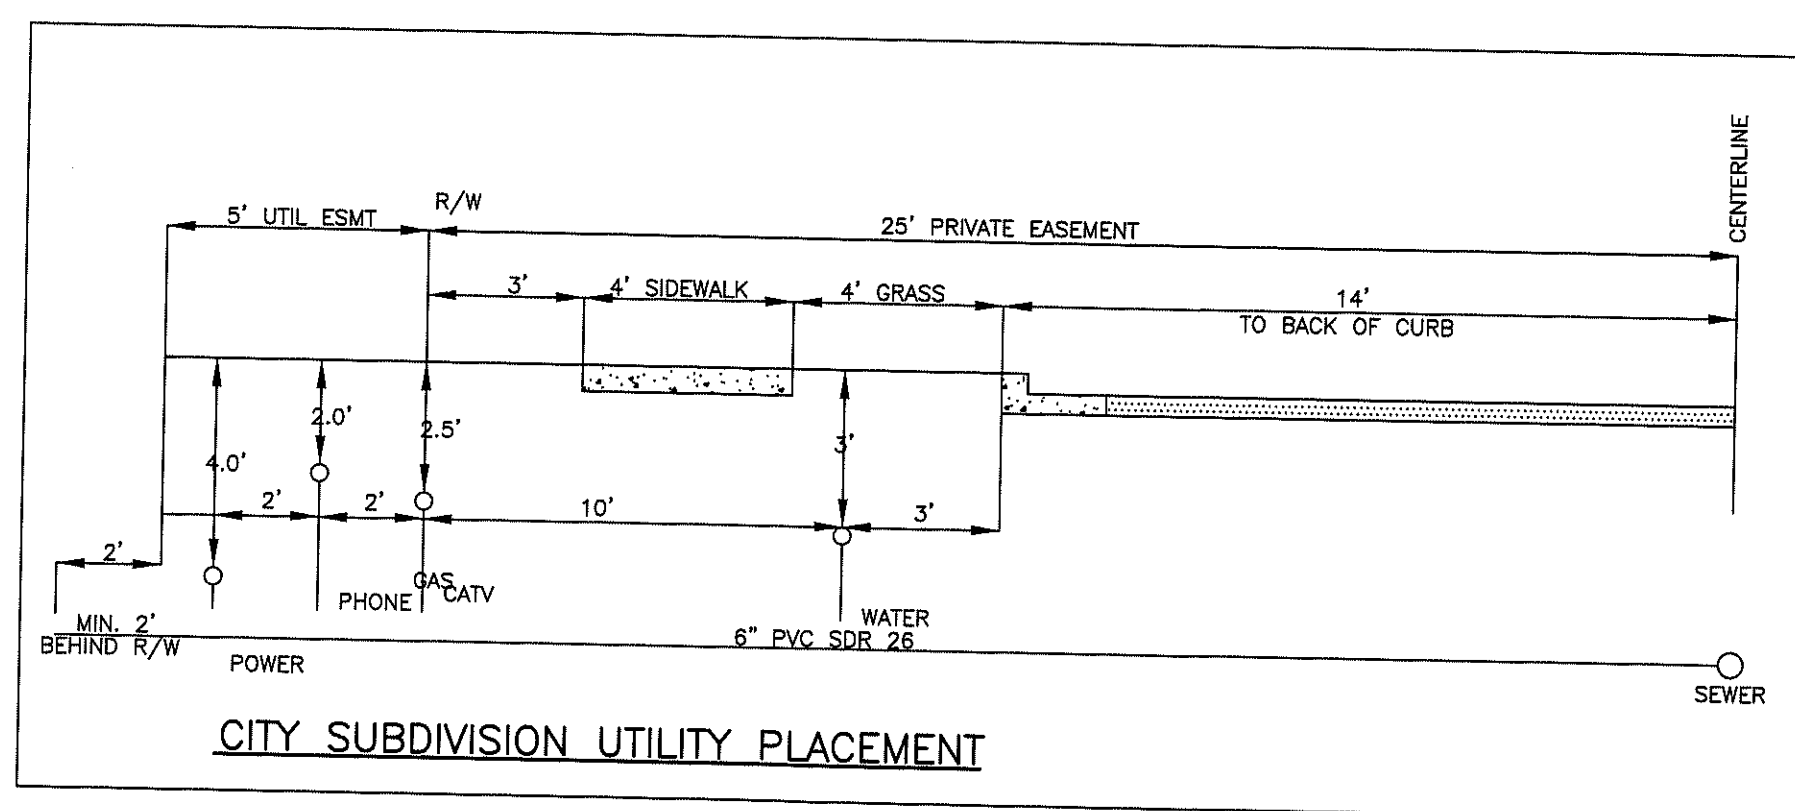 CENTERLINE
R/W
5' UTIL ESMT
25' PRIVATE EASEMENT
3'
4' SIDEWALK
4' GRASS
14'
TO BACK OF CURB
2.0'
2.5'
3'
4.0'
2'
2'
10'
3'
2'
GAS
CATV
PHONE
WATER
MIN. 2'
BEHIND R/W
6" PVC SDR 26
POWER
SEWER
CITY SUBDIVISION UTILITY PLACEMENT